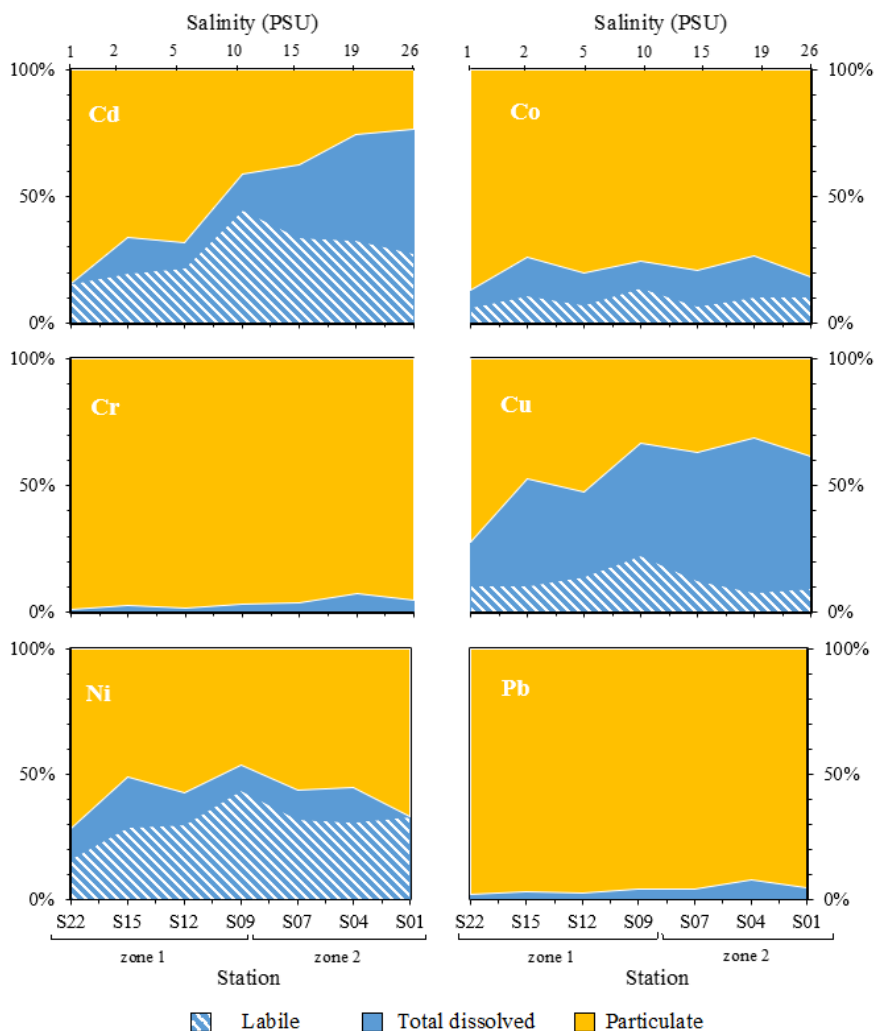 Salinity (PSU) Salinity (PSU)
1 2 5 10 15 19 26 1 2 5 10 15 19 26
100% 100%
Cd Co
50% 50%
0% 0%
100% 100%
Cr Cu
50% 50%
0% 0%
100% 100%
Ni Pb
50% 50%
0% 0%
S22 S15 S12 S09 S07 S04 S01 S22 S15 S12 S09 S07 S04 S01
zone 1 zone 2 zone 1 zone 2
Station Station
Labile Total dissolved Particulate